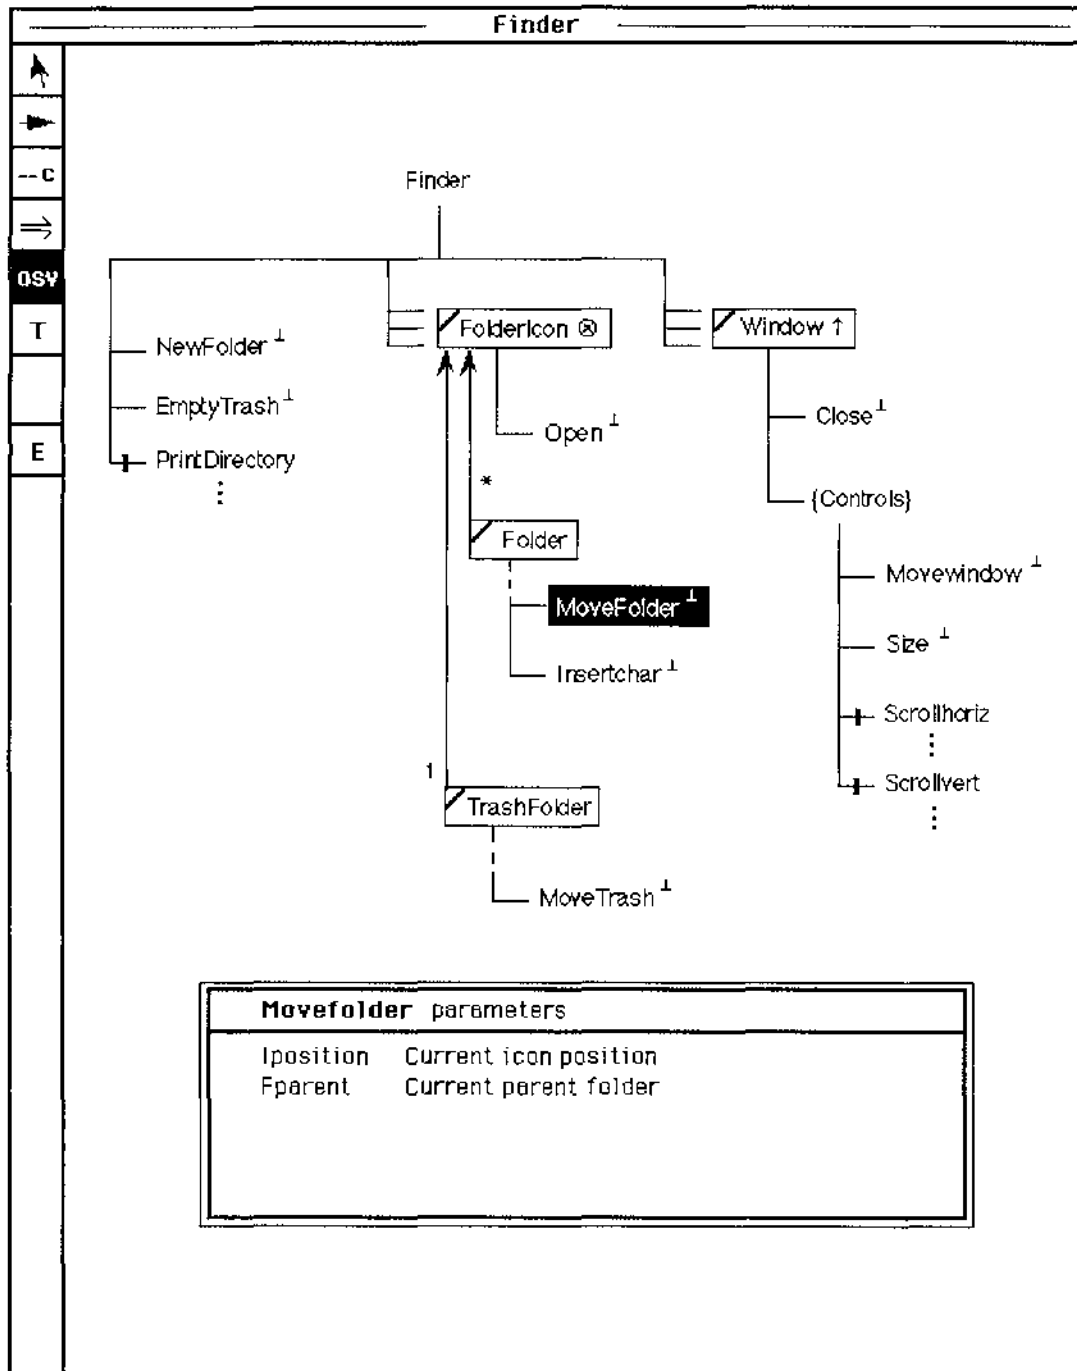 Finder
--C
OSY
T
E
Finder
FolderIcon ⊗
Window ↑
NewFolder ⊥
EmptyTrash ⊥
PrintDirectory
Open ⊥
Close ⊥
*
{Controls}
Folder
MoveFolder ⊥
Insertchar ⊥
Movewindow ⊥
Size ⊥
Scrollhoriz
Scrollvert
1
TrashFolder
MoveTrash ⊥
Movefolder parameters
Iposition Current icon position
Fparent Current parent folder